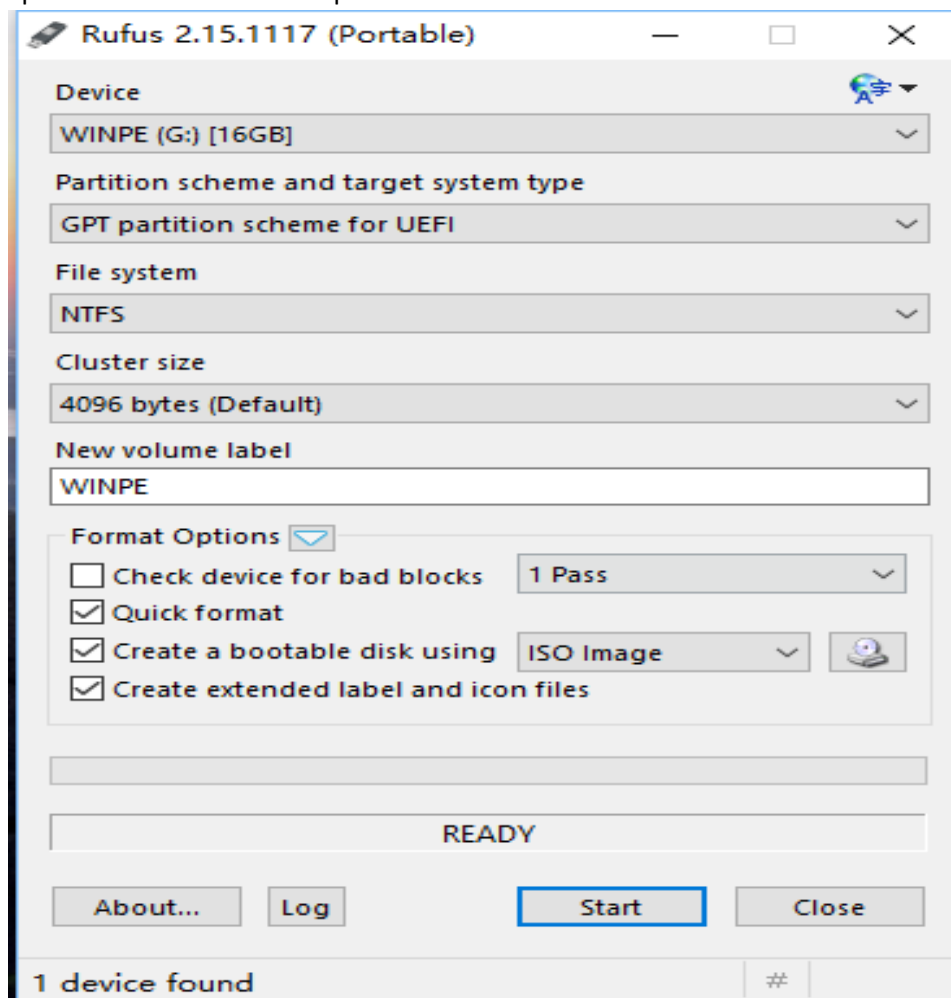 Rufus 2.15.1117 (Portable)
Device
WINPE (G:) [16GB]
Partition scheme and target system type
GPT partition scheme for UEFI
File system
NTFS
Cluster size
4096 bytes (Default)
New volume label
WINPE
Format Options
Check device for bad blocks 1 Pass
Quick format
Create a bootable disk using ISO Image
Create extended label and icon files
READY
About... Log Start Close
1 device found #